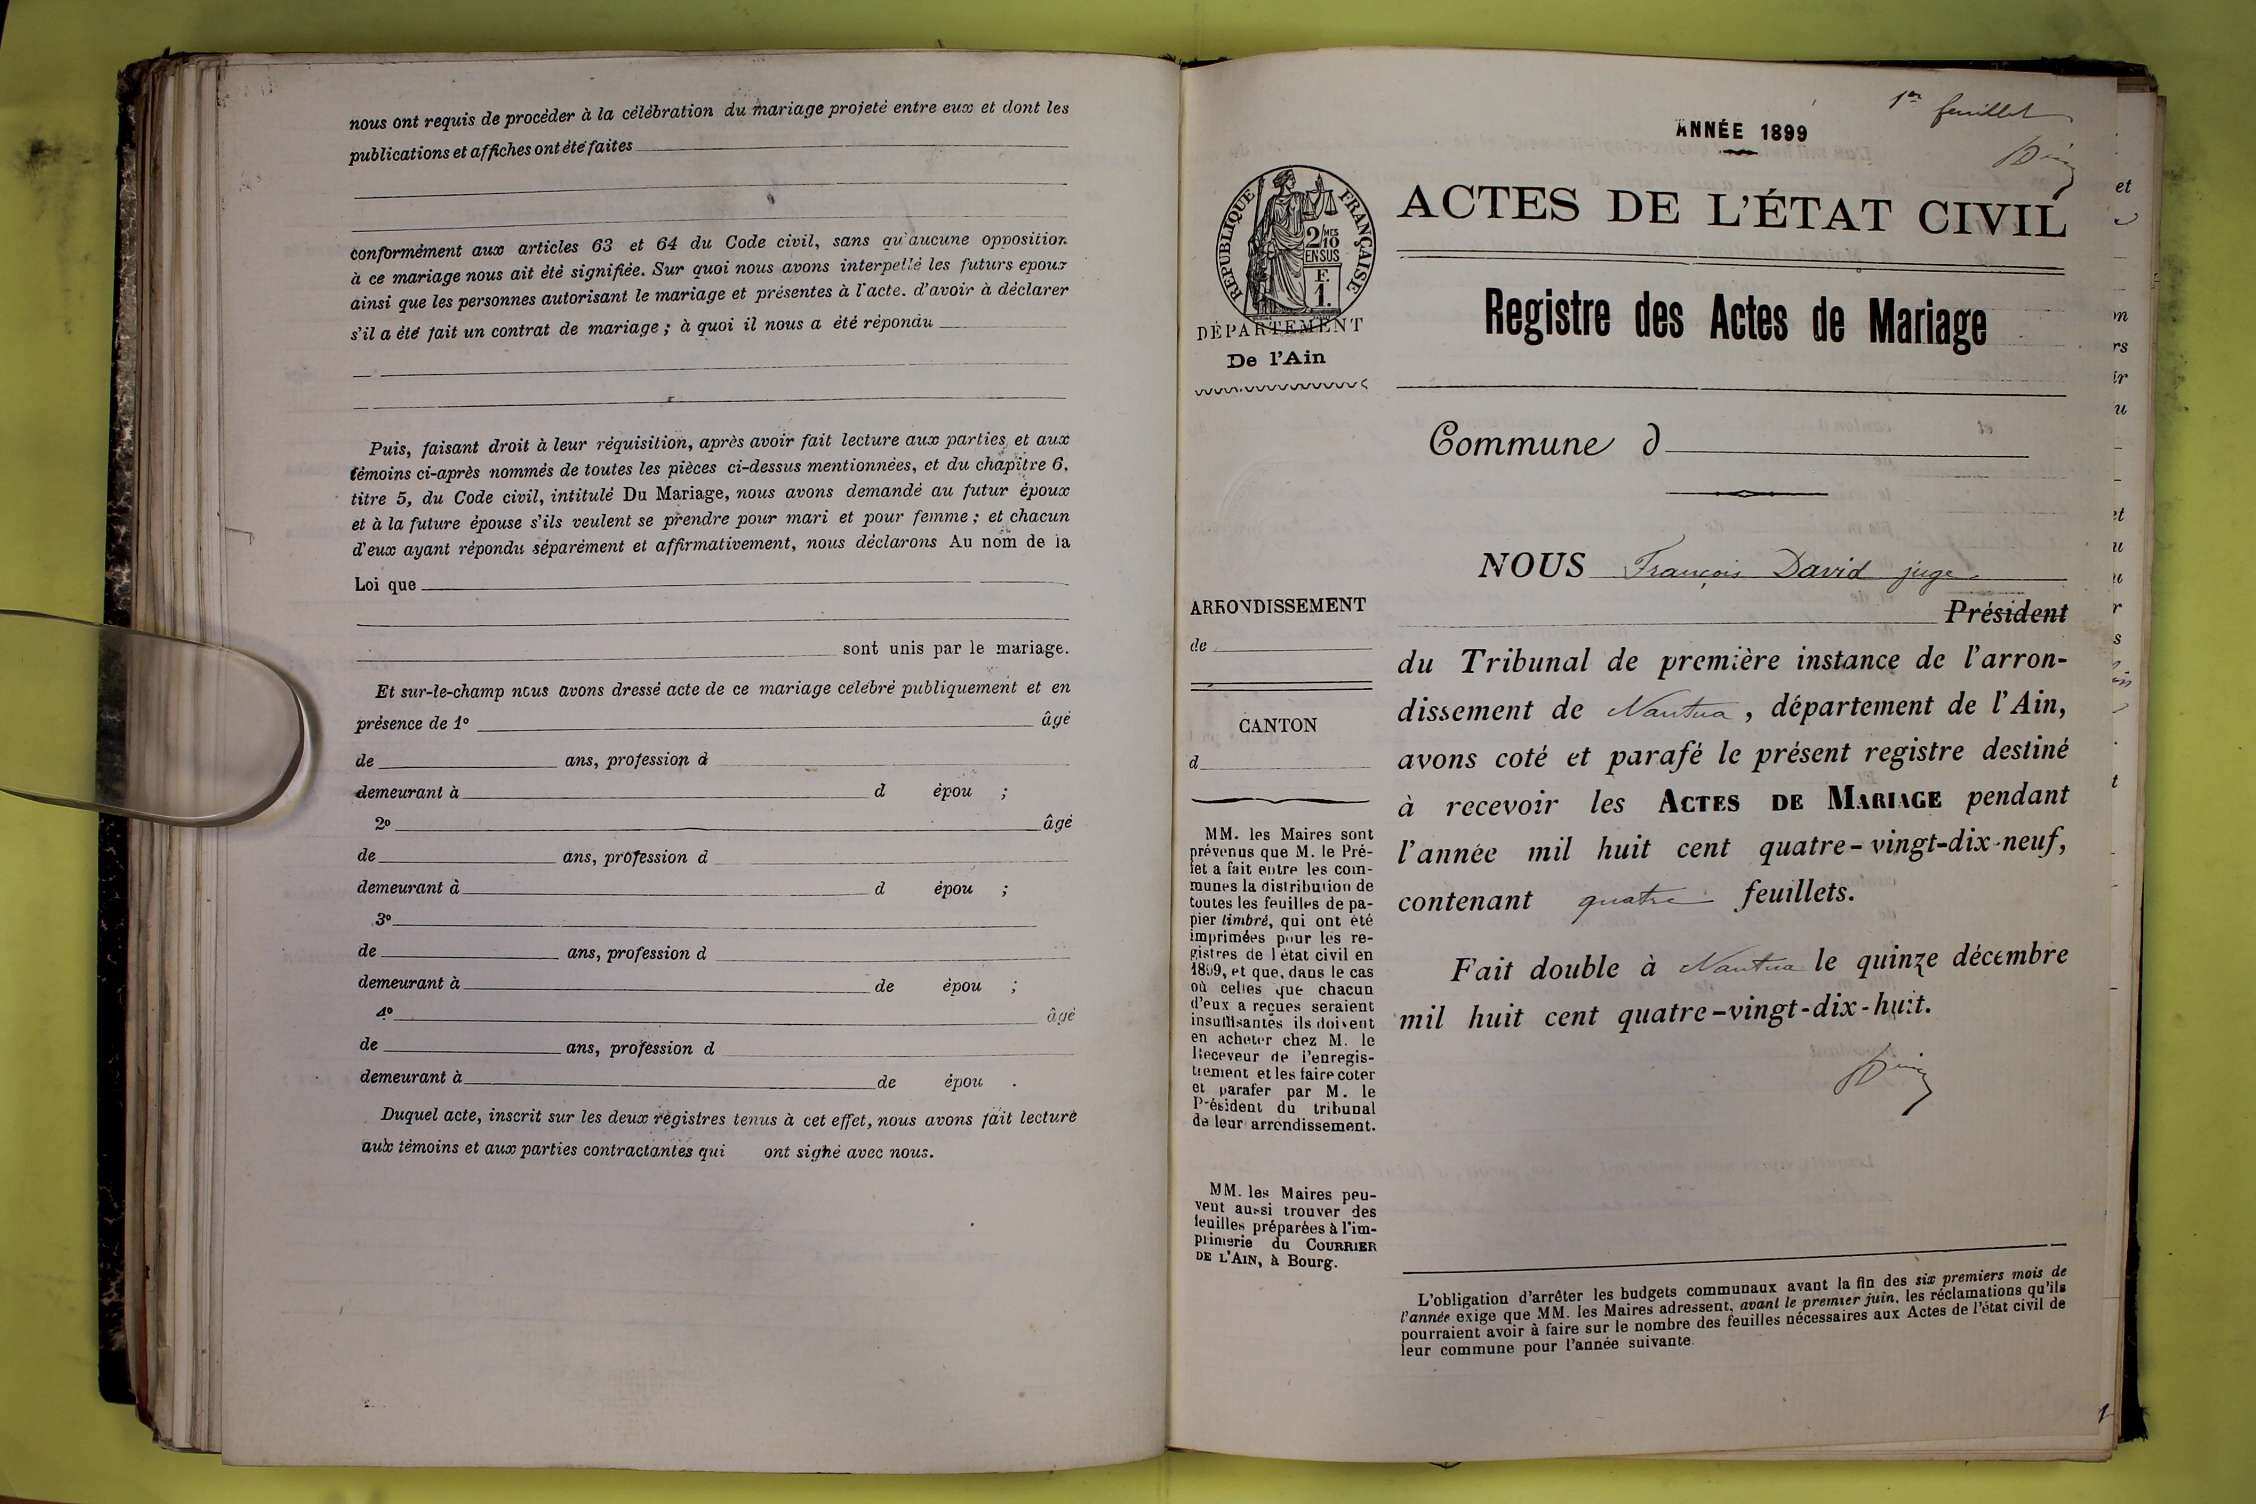 nous ont requis de procéder à la célébration du mariage projeté entre eux et dont les
publications et affiches ont été faites
conformément aux articles 63 et 64 du Code civil, sans qu'aucune opposition
à ce mariage nous ait été signifiée. Sur quoi nous avons interpellé les futurs epoux
ainsi que les personnes autorisant le mariage et présentes à l'acte. d'avoir à déclarer
s'il a été fait un contrat de mariage ; à quoi il nous a été répondu
Puis, faisant droit à leur réquisition, après avoir fait lecture aux parties et aux
témoins ci-après nommés de toutes les pièces ci-dessus mentionnées, et du chapitre 6,
titre 5, du Code civil, intitulé Du Mariage, nous avons demandé au futur époux
et à la future épouse s'ils veulent se prendre pour mari et pour femme ; et chacun
d'eux ayant répondu séparément et affirmativement, nous déclarons Au nom de la
Loi que
sont unis par le mariage.
Et sur-le-champ nous avons dressé acte de ce mariage celebré publiquement et en
présence de 1° âgé
de ans, profession d
demeurant à d épou ;
2° âgé
de ans, profession d
demeurant à d épou ;
3°
de ans, profession d
demeurant à de épou ;
4° âgé
de ans, profession d
demeurant à de épou .
Duquel acte, inscrit sur les deux registres tenus à cet effet, nous avons fait lecture
aux témoins et aux parties contractantes qui ont signé avec nous.
1er feuillet
ANNÉE 1899
RÉPUBLIQUE FRANÇAISE
2/10 MES
EN SUS
F.
1.
DÉPARTEMENT
De l'Ain
ACTES DE L'ÉTAT CIVIL
Registre des Actes de Mariage
Commune d
NOUS François David juge
Président
du Tribunal de première instance de l'arron-
dissement de Nantua, département de l'Ain,
avons coté et parafé le présent registre destiné
à recevoir les ACTES DE MARIAGE pendant
l'année mil huit cent quatre-vingt-dix-neuf,
contenant quatre feuillets.
Fait double à Nantua le quinze décembre
mil huit cent quatre-vingt-dix-huit.
ARRONDISSEMENT
de
CANTON
d
MM. les Maires sont
prévenus que M. le Pré-
fet a fait entre les com-
munes la distribution de
toutes les feuilles de pa-
pier timbré, qui ont été
imprimées pour les re-
gistres de l'état civil en
1899, et que, dans le cas
où celles que chacun
d'eux a reçues seraient
insuffisantes ils doivent
en acheter chez M. le
Receveur de l'enregis-
trement et les faire coter
et parafer par M. le
Président du tribunal
de leur arrondissement.
MM. les Maires peu-
vent aussi trouver des
feuilles préparées à l'im-
primerie du COURRIER
DE L'AIN, à Bourg.
L'obligation d'arrêter les budgets communaux avant la fin des six premiers mois de
l'année exige que MM. les Maires adressent, avant le premier juin, les réclamations qu'ils
pourraient avoir à faire sur le nombre des feuilles nécessaires aux Actes de l'état civil de
leur commune pour l'année suivante.